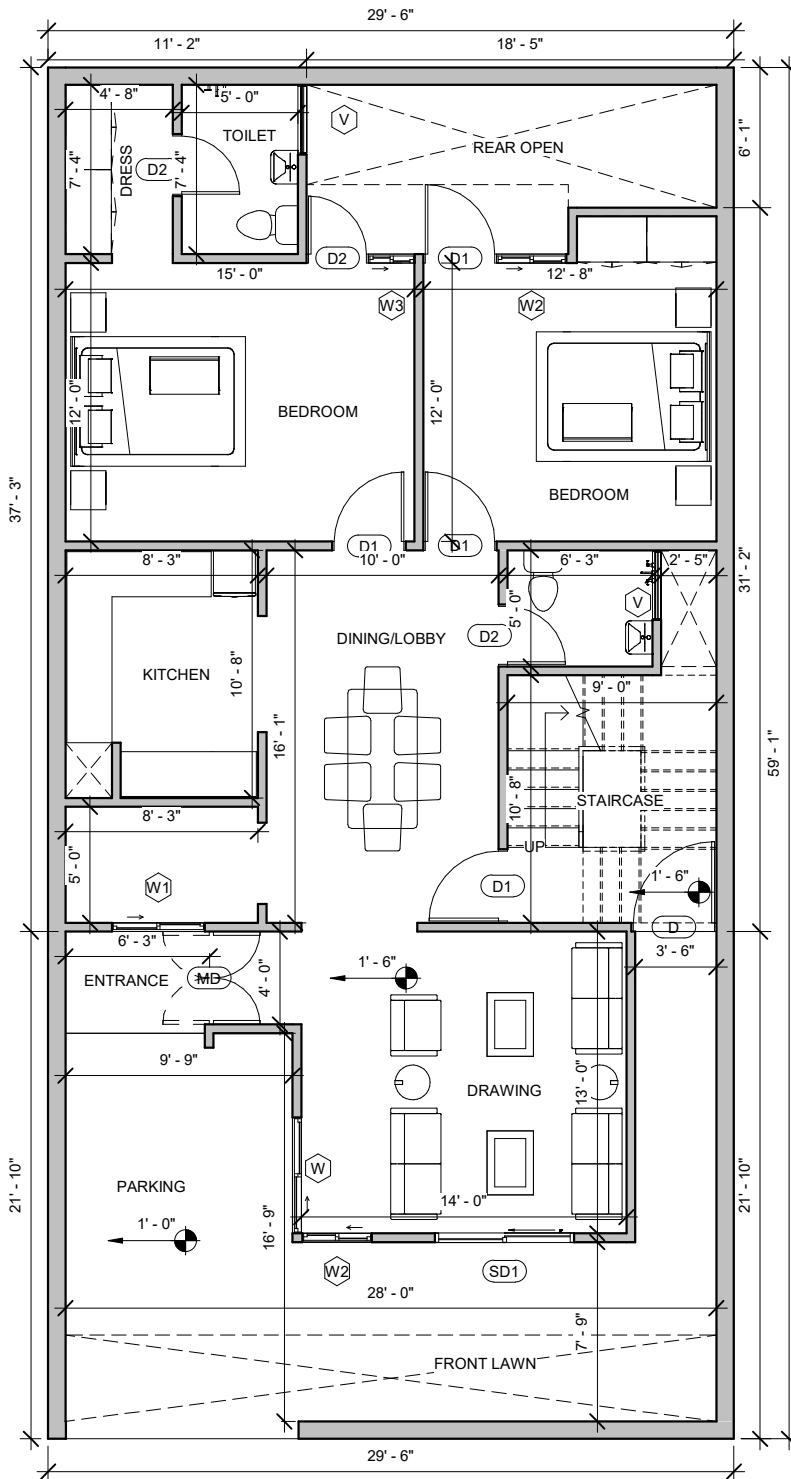 29' - 6"
11' - 2"
18' - 5"
4' - 8"
5' - 0"
TOILET
V
REAR OPEN
6' - 1"
7' - 4"
DRESS
D2
7' - 4"
D2
D1
15' - 0"
12' - 8"
W3
W2
12' - 0"
BEDROOM
12' - 0"
BEDROOM
37' - 3"
D1
D1
8' - 3"
10' - 0"
6' - 3"
2' - 5"
31' - 2"
V
5' - 0"
DINING/LOBBY
D2
KITCHEN
10' - 8"
9' - 0"
16' - 1"
59' - 1"
STAIRCASE
10' - 8"
8' - 3"
UP
5' - 0"
W1
D1
1' - 6"
D
6' - 3"
3' - 6"
ENTRANCE
MD
4' - 0"
1' - 6"
9' - 9"
DRAWING
13' - 0"
W
PARKING
14' - 0"
21' - 10"
21' - 10"
1' - 0"
16' - 9"
W2
SD1
28' - 0"
7' - 9"
FRONT LAWN
29' - 6"